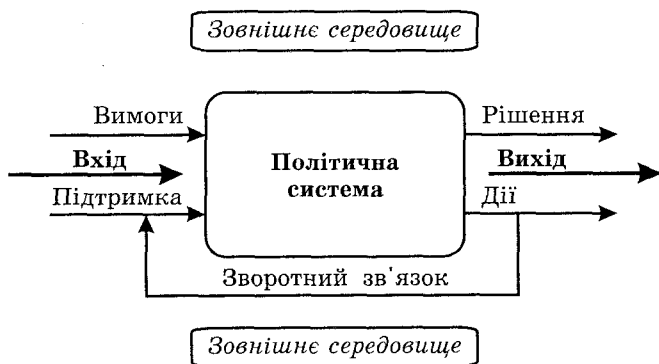 Зовнішнє середовище
Вимоги
Рішення
Вхід
Політична
система
Вихід
Підтримка
Дії
Зворотний зв'язок
Зовнішнє середовище